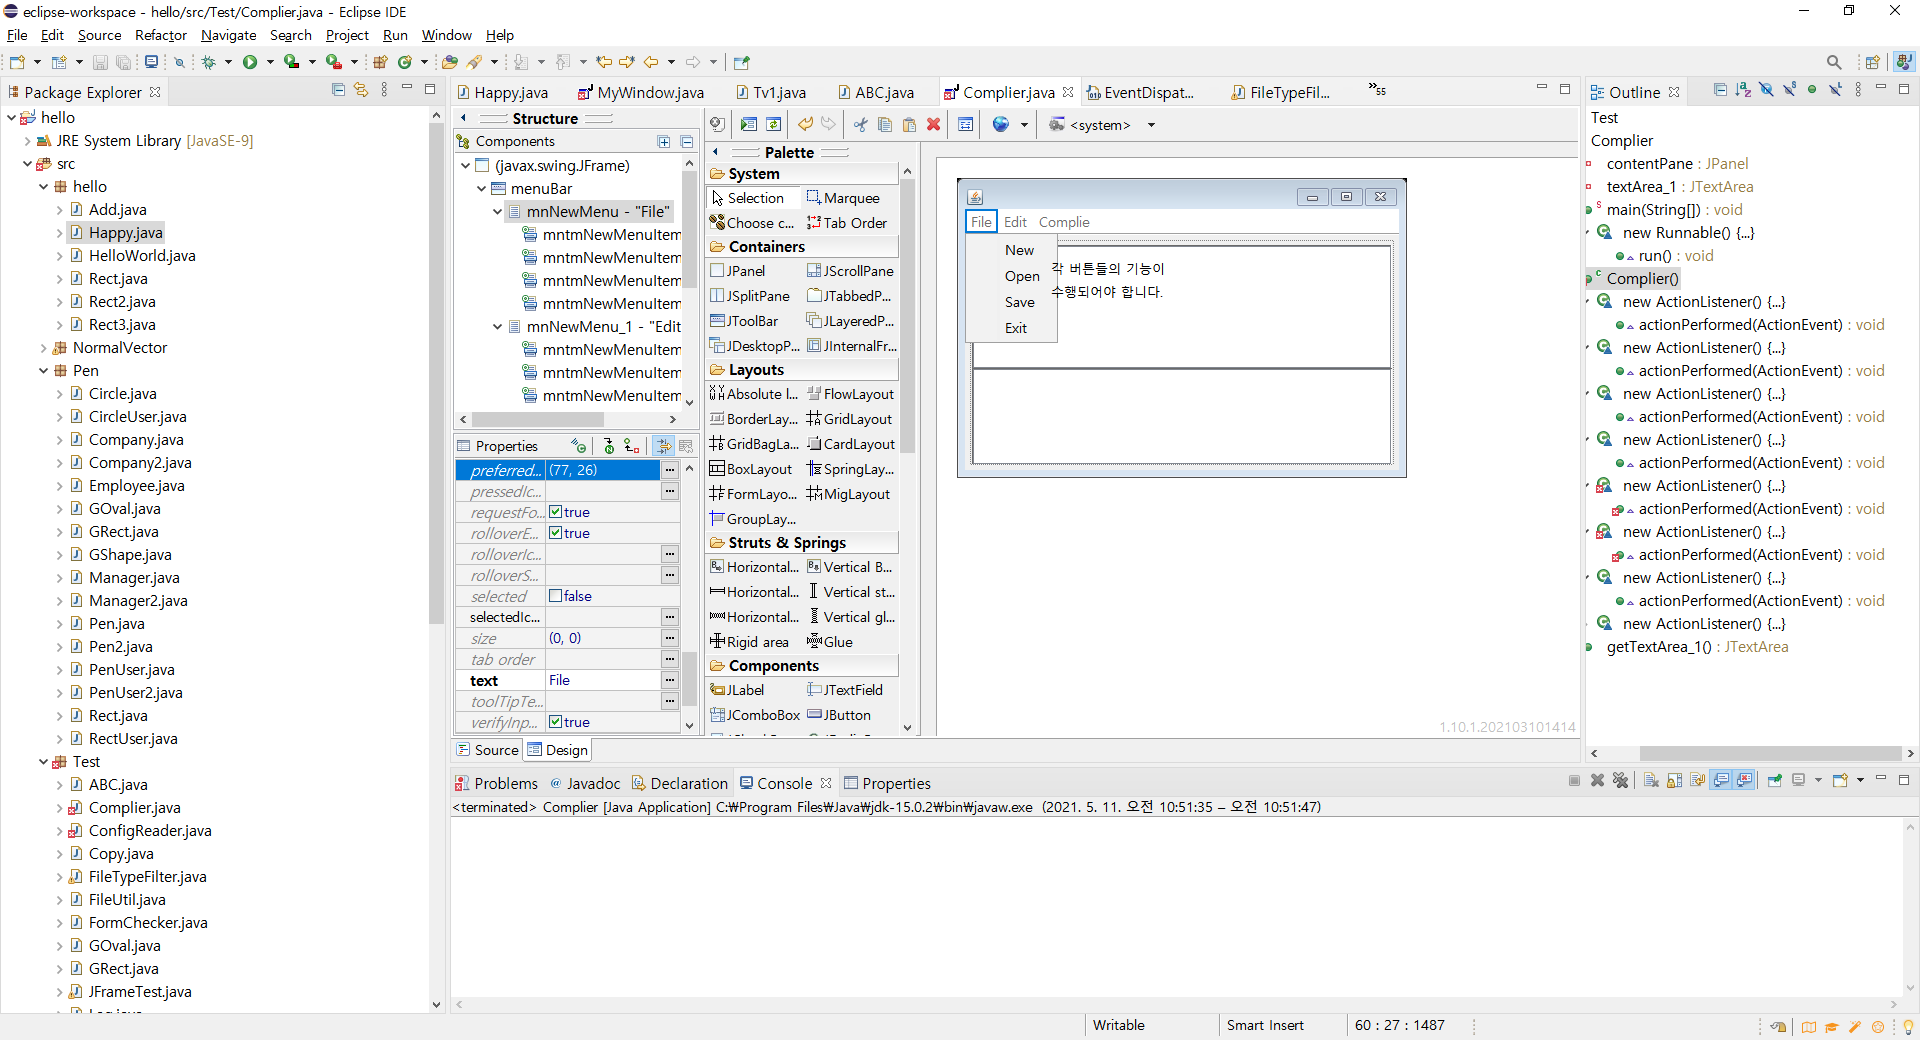 eclipse-workspace - hello/src/Test/Complier.java - Eclipse IDE
File Edit Source Refactor Navigate Search Project Run Window Help
Package Explorer
hello
JRE System Library [JavaSE-9]
src
hello
Add.java
Happy.java
HelloWorld.java
Rect.java
Rect2.java
Rect3.java
NormalVector
Pen
Circle.java
CircleUser.java
Company.java
Company2.java
Employee.java
GOval.java
GRect.java
GShape.java
Manager.java
Manager2.java
Pen.java
Pen2.java
PenUser.java
PenUser2.java
Rect.java
RectUser.java
Test
ABC.java
Complier.java
ConfigReader.java
Copy.java
FileTypeFilter.java
FileUtil.java
FormChecker.java
GOval.java
GRect.java
JFrameTest.java
Happy.java MyWindow.java Tv1.java ABC.java Complier.java EventDispat... FileTypeFil... »55
Structure
Components
(javax.swing.JFrame)
menuBar
mnNewMenu - "File"
mntmNewMenuItem
mntmNewMenuItem
mntmNewMenuItem
mntmNewMenuItem
mnNewMenu_1 - "Edit
mntmNewMenuItem
mntmNewMenuItem
mntmNewMenuItem
Properties
preferred... (77, 26)
pressedIc...
requestFo... true
rolloverE... true
rolloverIc...
rolloverS...
selected false
selectedIc...
size (0, 0)
tab order
text File
toolTipTe...
verifyInp... true
<system>
Palette
System
Selection Marquee
Choose c... Tab Order
Containers
JPanel JScrollPane
JSplitPane JTabbedP...
JToolBar JLayeredP...
JDesktopP... JInternalFr...
Layouts
Absolute l... FlowLayout
BorderLay... GridLayout
GridBagLa... CardLayout
BoxLayout SpringLay...
FormLayo... MigLayout
GroupLay...
Struts & Springs
Horizontal... Vertical B...
Horizontal... Vertical st...
Horizontal... Vertical gl...
Rigid area Glue
Components
JLabel JTextField
JComboBox JButton
File Edit Complie
New
Open
Save
Exit
각 버튼들의 기능이
수행되어야 합니다.
1.10.1.202103101414
Source Design
Outline
Test
Complier
contentPane : JPanel
textArea_1 : JTextArea
main(String[]) : void
new Runnable() {...}
run() : void
Complier()
new ActionListener() {...}
actionPerformed(ActionEvent) : void
new ActionListener() {...}
actionPerformed(ActionEvent) : void
new ActionListener() {...}
actionPerformed(ActionEvent) : void
new ActionListener() {...}
actionPerformed(ActionEvent) : void
new ActionListener() {...}
actionPerformed(ActionEvent) : void
new ActionListener() {...}
actionPerformed(ActionEvent) : void
new ActionListener() {...}
actionPerformed(ActionEvent) : void
new ActionListener() {...}
getTextArea_1() : JTextArea
Problems Javadoc Declaration Console Properties
<terminated> Complier [Java Application] C:₩Program Files₩Java₩jdk-15.0.2₩bin₩javaw.exe (2021. 5. 11. 오전 10:51:35 – 오전 10:51:47)
Writable Smart Insert 60 : 27 : 1487